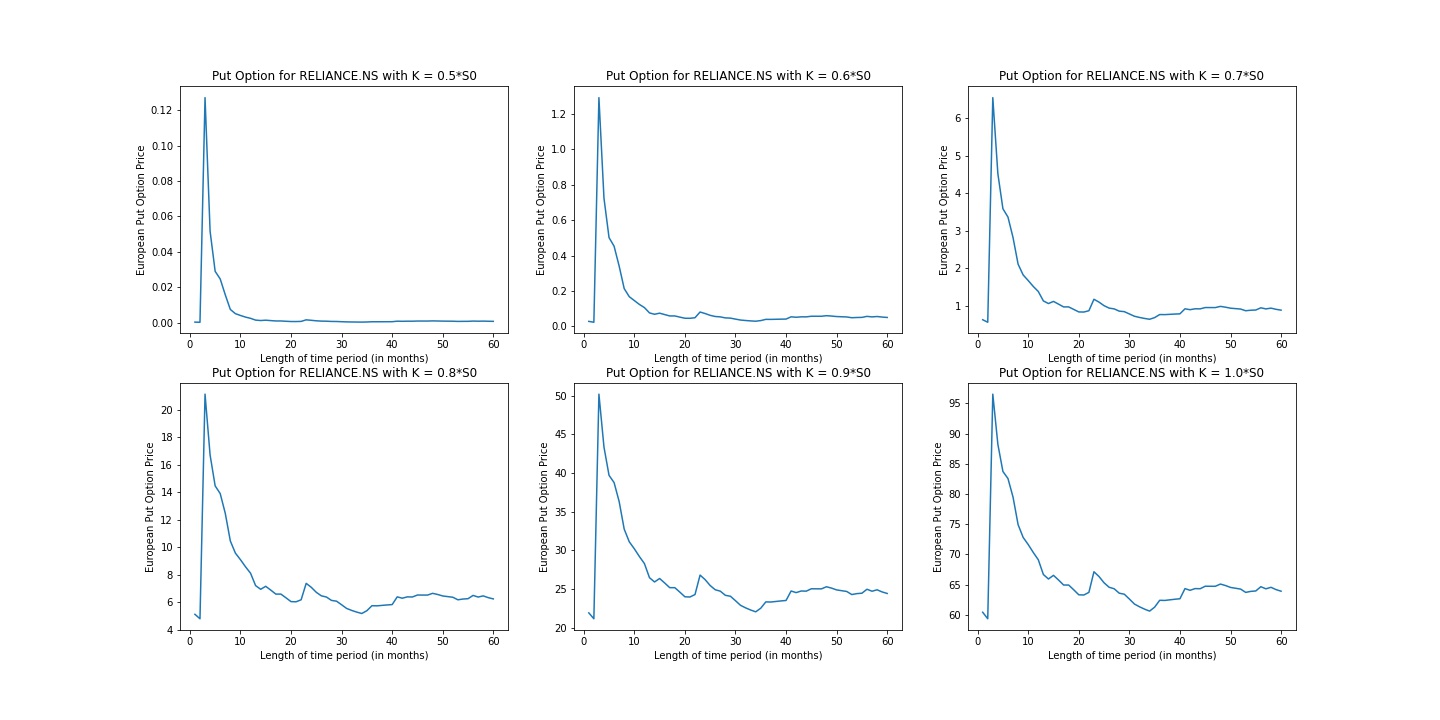 Put Option for RELIANCE.NS with K = 0.5*S0
European Put Option Price
0.12
0.10
0.08
0.06
0.04
0.02
0.00
0 10 20 30 40 50 60
Length of time period (in months)
Put Option for RELIANCE.NS with K = 0.6*S0
European Put Option Price
1.2
1.0
0.8
0.6
0.4
0.2
0.0
0 10 20 30 40 50 60
Length of time period (in months)
Put Option for RELIANCE.NS with K = 0.7*S0
European Put Option Price
6
5
4
3
2
1
0 10 20 30 40 50 60
Length of time period (in months)
Put Option for RELIANCE.NS with K = 0.8*S0
European Put Option Price
20
18
16
14
12
10
8
6
4
0 10 20 30 40 50 60
Length of time period (in months)
Put Option for RELIANCE.NS with K = 0.9*S0
European Put Option Price
50
45
40
35
30
25
20
0 10 20 30 40 50 60
Length of time period (in months)
Put Option for RELIANCE.NS with K = 1.0*S0
European Put Option Price
95
90
85
80
75
70
65
60
0 10 20 30 40 50 60
Length of time period (in months)